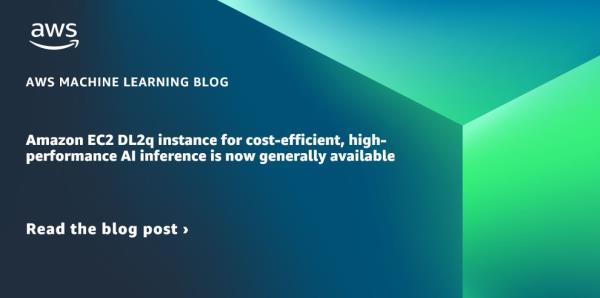 aws
AWS MACHINE LEARNING BLOG
Amazon EC2 DL2q instance for cost-efficient, high-
performance AI inference is now generally available
Read the blog post ›